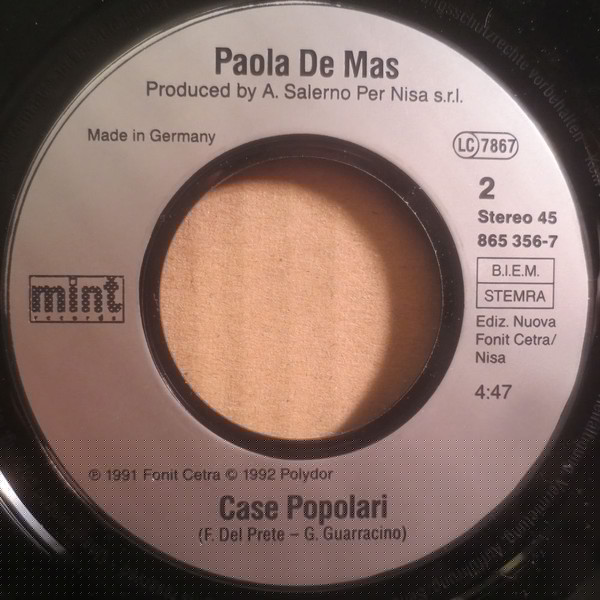 Paola De Mas
Produced by A. Salerno Per Nisa s.r.l.
Made in Germany
LC 7867
2
Stereo 45
865 356-7
mint
records
B.I.E.M.
STEMRA
Ediz. Nuova
Fonit Cetra/
Nisa
4:47
℗ 1991 Fonit Cetra © 1992 Polydor
Case Popolari
(F. Del Prete – G. Guarracino)
vorbehalten